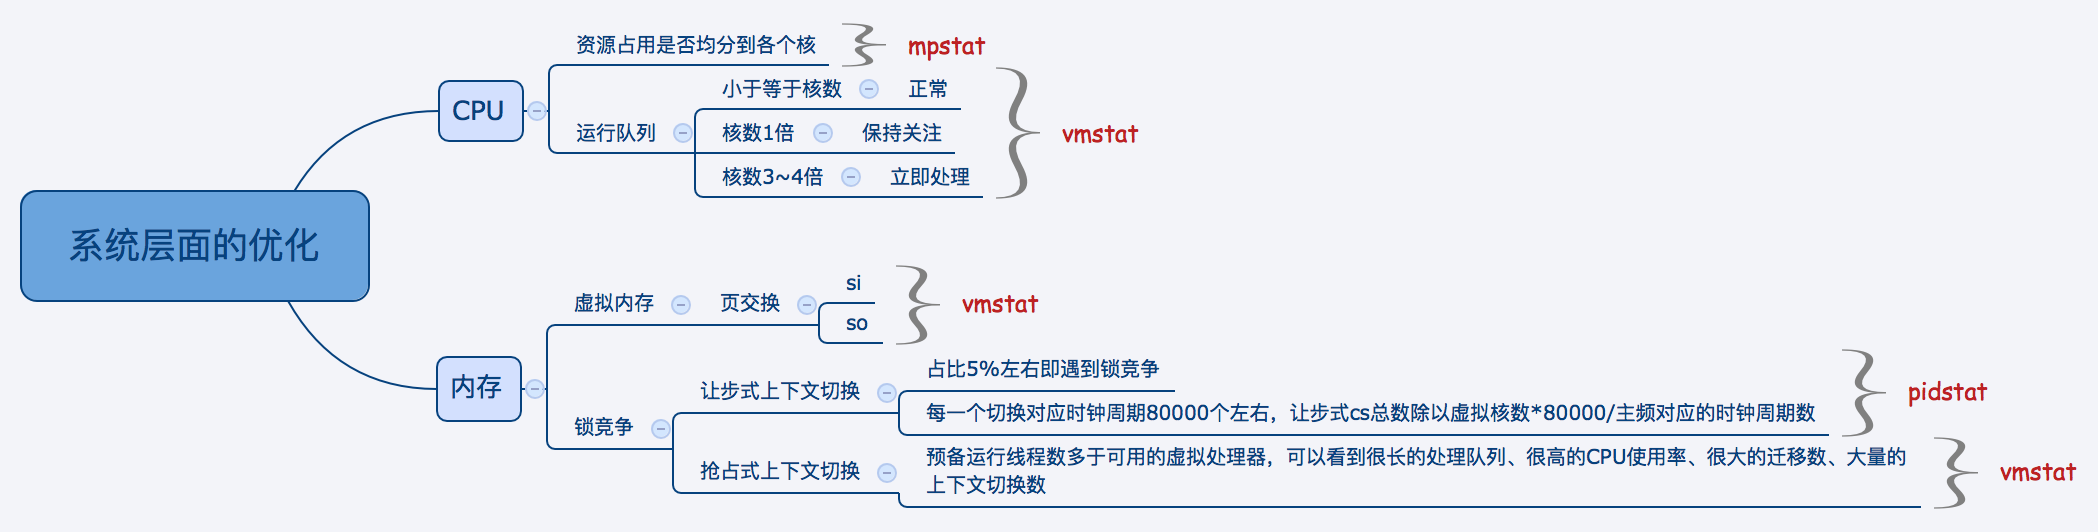 系统层面的优化
CPU
资源占用是否均分到各个核
mpstat
运行队列
小于等于核数
正常
核数1倍
保持关注
核数3~4倍
立即处理
vmstat
内存
虚拟内存
页交换
si
so
vmstat
锁竞争
让步式上下文切换
占比5%左右即遇到锁竞争
每一个切换对应时钟周期80000个左右，让步式cs总数除以虚拟核数*80000/主频对应的时钟周期数
pidstat
抢占式上下文切换
预备运行线程数多于可用的虚拟处理器，可以看到很长的处理队列、很高的CPU使用率、很大的迁移数、大量的
上下文切换数
vmstat